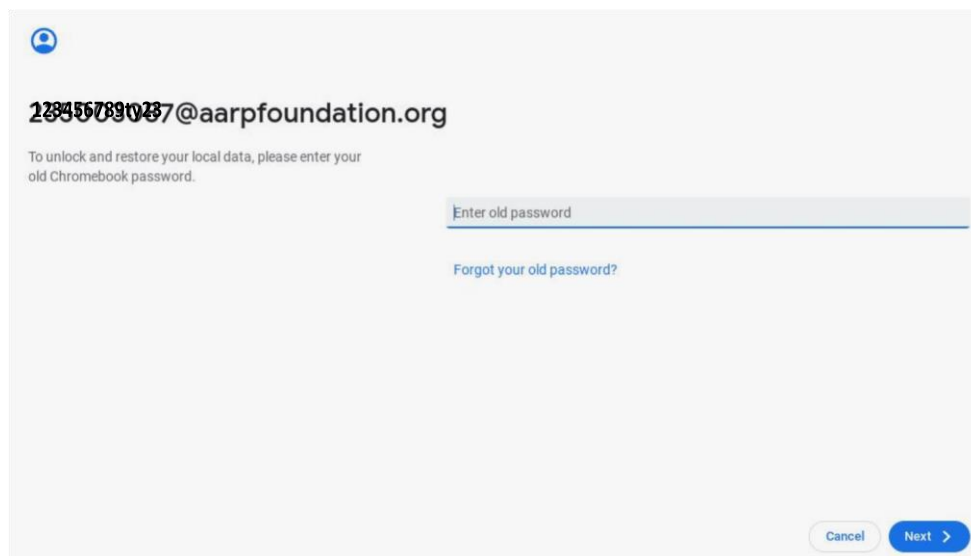 @aarpfoundation.org
To unlock and restore your local data, please enter your
old Chromebook password.
Enter old password
Forgot your old password?
Cancel
Next